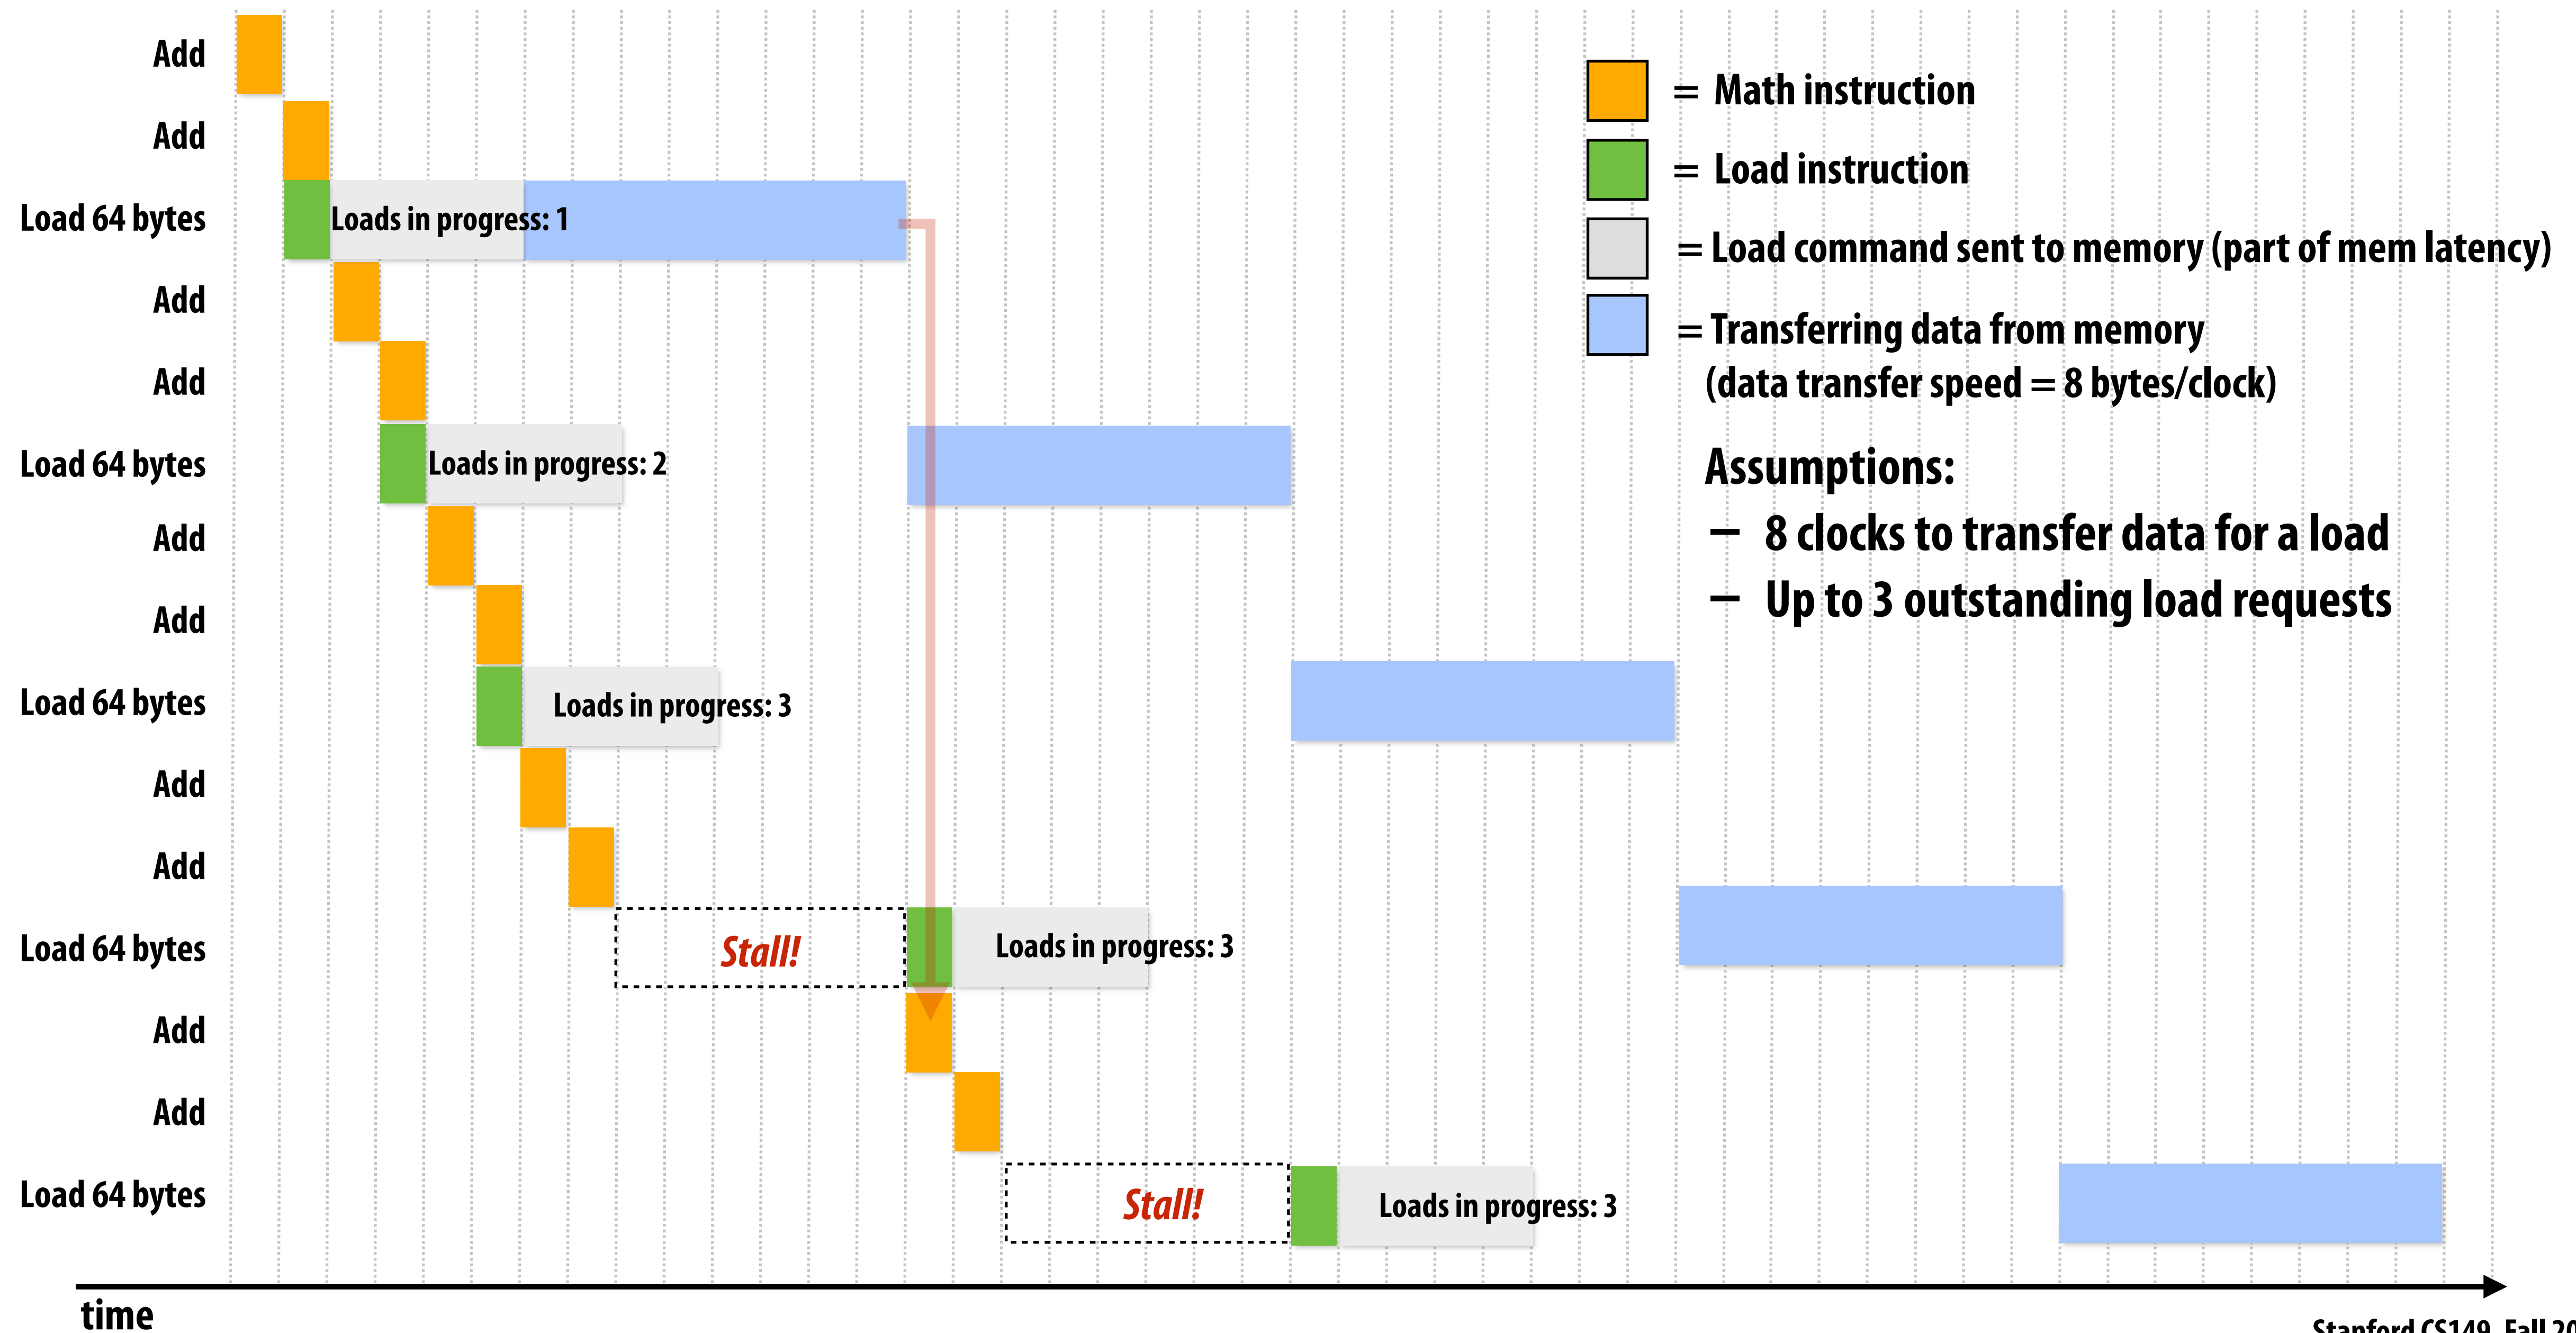 Add
Add
Load 64 bytes
Loads in progress: 1
Add
Add
Load 64 bytes
Loads in progress: 2
Add
Add
Load 64 bytes
Loads in progress: 3
Add
Add
Load 64 bytes
Stall!
Loads in progress: 3
Add
Add
Load 64 bytes
Stall!
Loads in progress: 3
time
= Math instruction
= Load instruction
= Load command sent to memory (part of mem latency)
= Transferring data from memory
(data transfer speed = 8 bytes/clock)
Assumptions:
– 8 clocks to transfer data for a load
– Up to 3 outstanding load requests
Stanford CS149, Fall 20